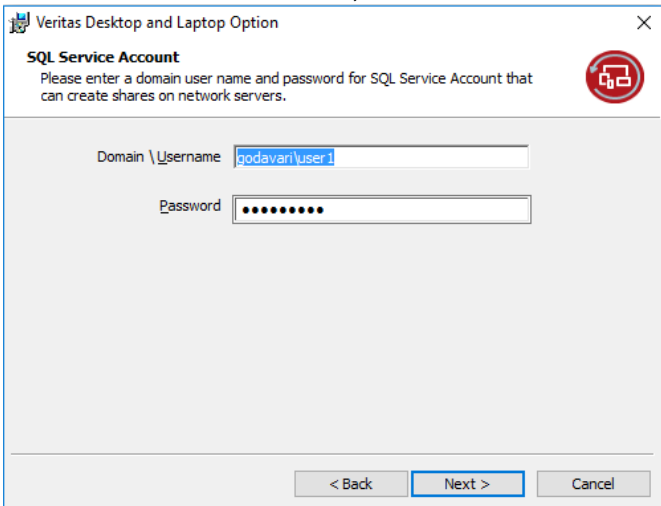 Veritas Desktop and Laptop Option
SQL Service Account
Please enter a domain user name and password for SQL Service Account that
can create shares on network servers.
Domain \ Username godavari\user1
Password •••••••••
< Back Next > Cancel